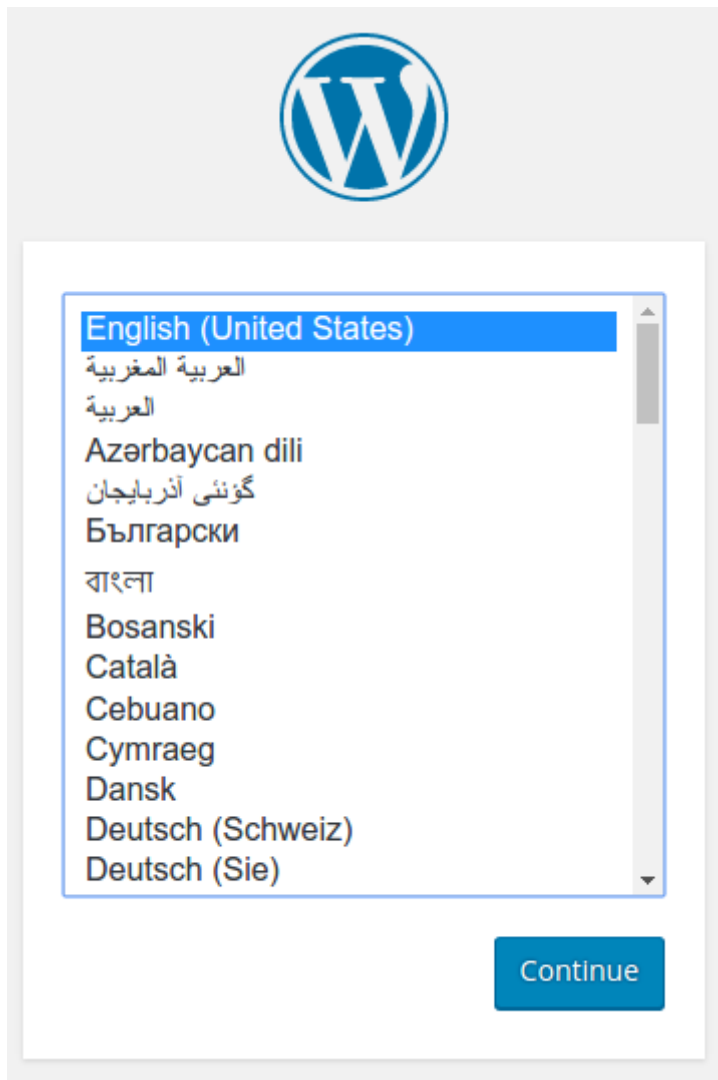 W
English (United States)
العربية المغربية
العربية
Azərbaycan dili
گؤنئی آذربایجان
Български
বাংলা
Bosanski
Català
Cebuano
Cymraeg
Dansk
Deutsch (Schweiz)
Deutsch (Sie)
Continue